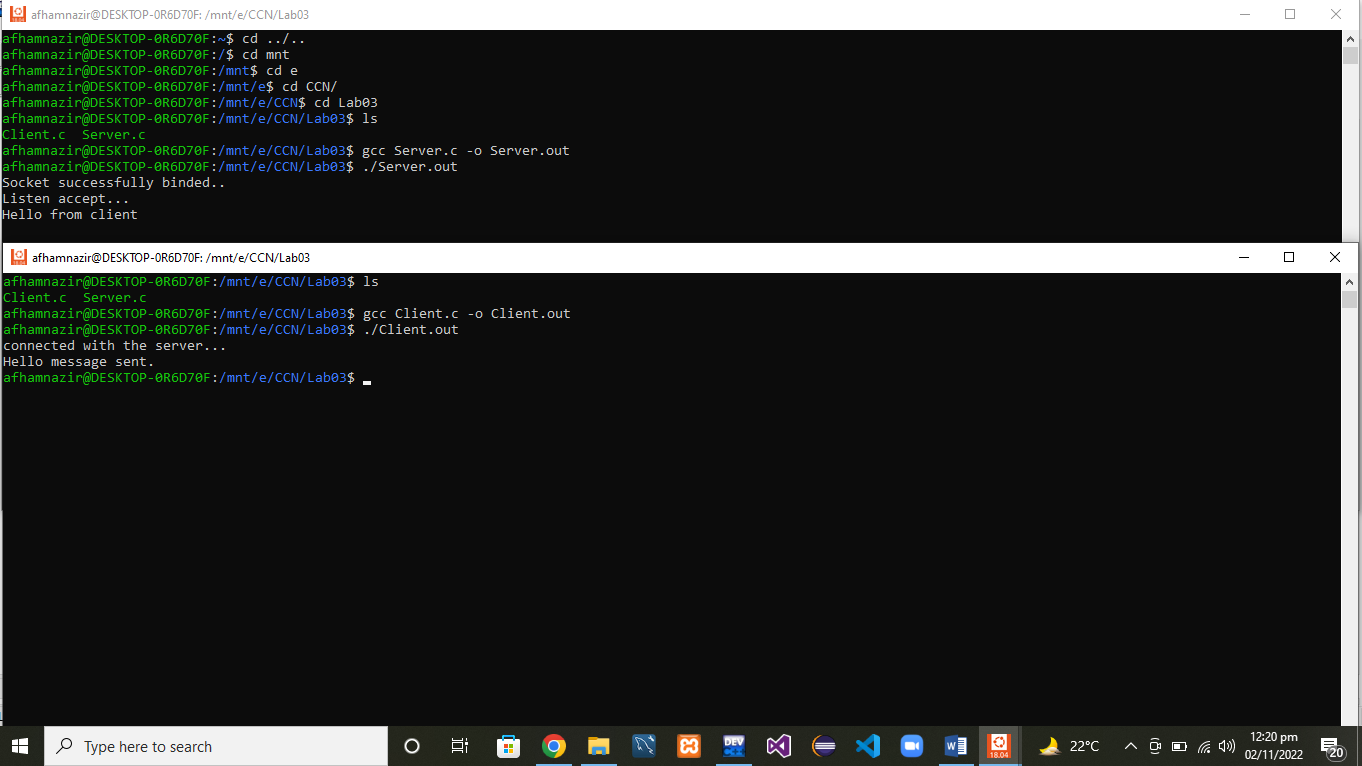 afhamnazir@DESKTOP-0R6D70F: /mnt/e/CCN/Lab03
afhamnazir@DESKTOP-0R6D70F:~$ cd ../..
afhamnazir@DESKTOP-0R6D70F:/$ cd mnt
afhamnazir@DESKTOP-0R6D70F:/mnt$ cd e
afhamnazir@DESKTOP-0R6D70F:/mnt/e$ cd CCN/
afhamnazir@DESKTOP-0R6D70F:/mnt/e/CCN$ cd Lab03
afhamnazir@DESKTOP-0R6D70F:/mnt/e/CCN/Lab03$ ls
Client.c  Server.c
afhamnazir@DESKTOP-0R6D70F:/mnt/e/CCN/Lab03$ gcc Server.c -o Server.out
afhamnazir@DESKTOP-0R6D70F:/mnt/e/CCN/Lab03$ ./Server.out
Socket successfully binded..
Listen accept...
Hello from client
afhamnazir@DESKTOP-0R6D70F: /mnt/e/CCN/Lab03
afhamnazir@DESKTOP-0R6D70F:/mnt/e/CCN/Lab03$ ls
Client.c  Server.c
afhamnazir@DESKTOP-0R6D70F:/mnt/e/CCN/Lab03$ gcc Client.c -o Client.out
afhamnazir@DESKTOP-0R6D70F:/mnt/e/CCN/Lab03$ ./Client.out
connected with the server...
Hello message sent.
afhamnazir@DESKTOP-0R6D70F:/mnt/e/CCN/Lab03$
Type here to search
DEV
18.04
22°C
12:20 pm
02/11/2022
20